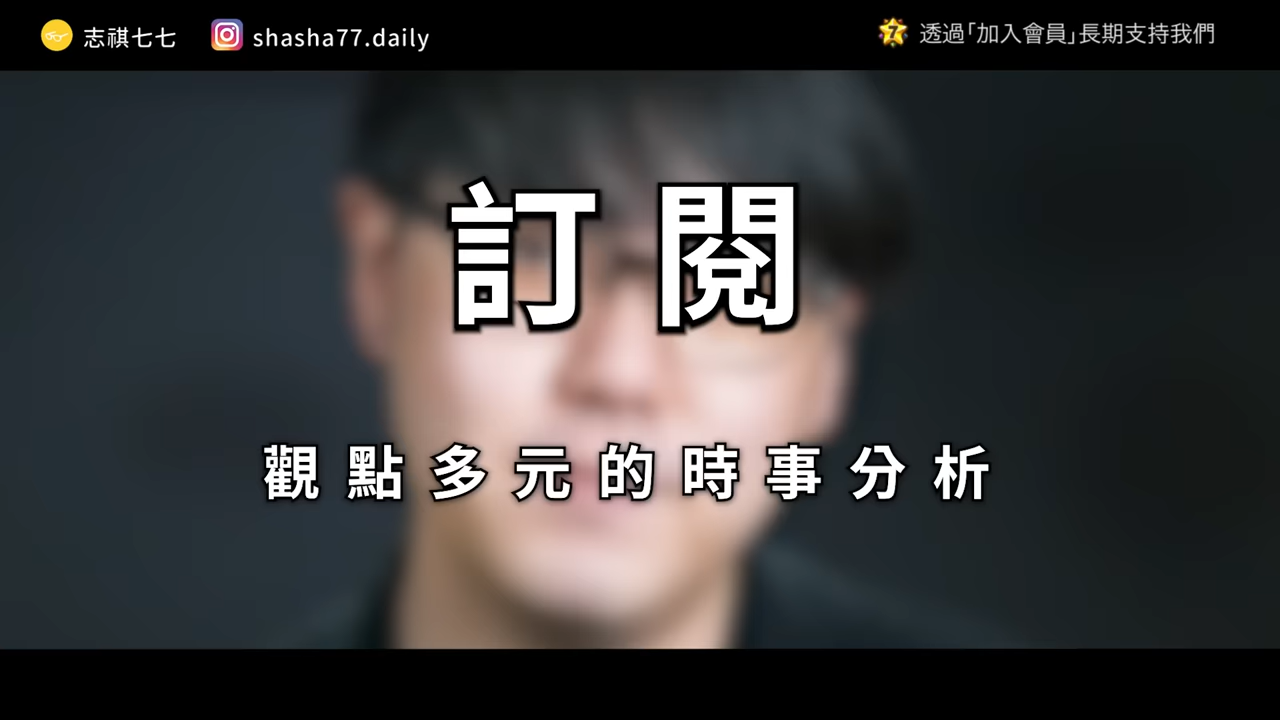 志祺七七
shasha77.daily
7 透過「加入會員」長期支持我們
訂閱
觀點多元的時事分析